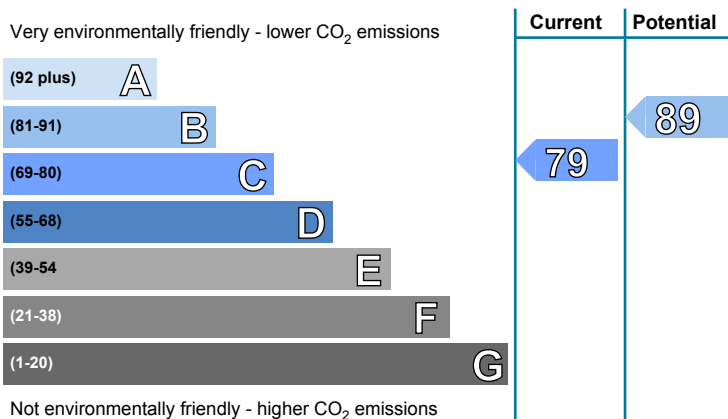 Very environmentally friendly - lower CO2 emissions
Current
Potential
(92 plus) A
(81-91) B
(69-80) C
(55-68) D
(39-54 E
(21-38) F
(1-20) G
79
89
Not environmentally friendly - higher CO2 emissions